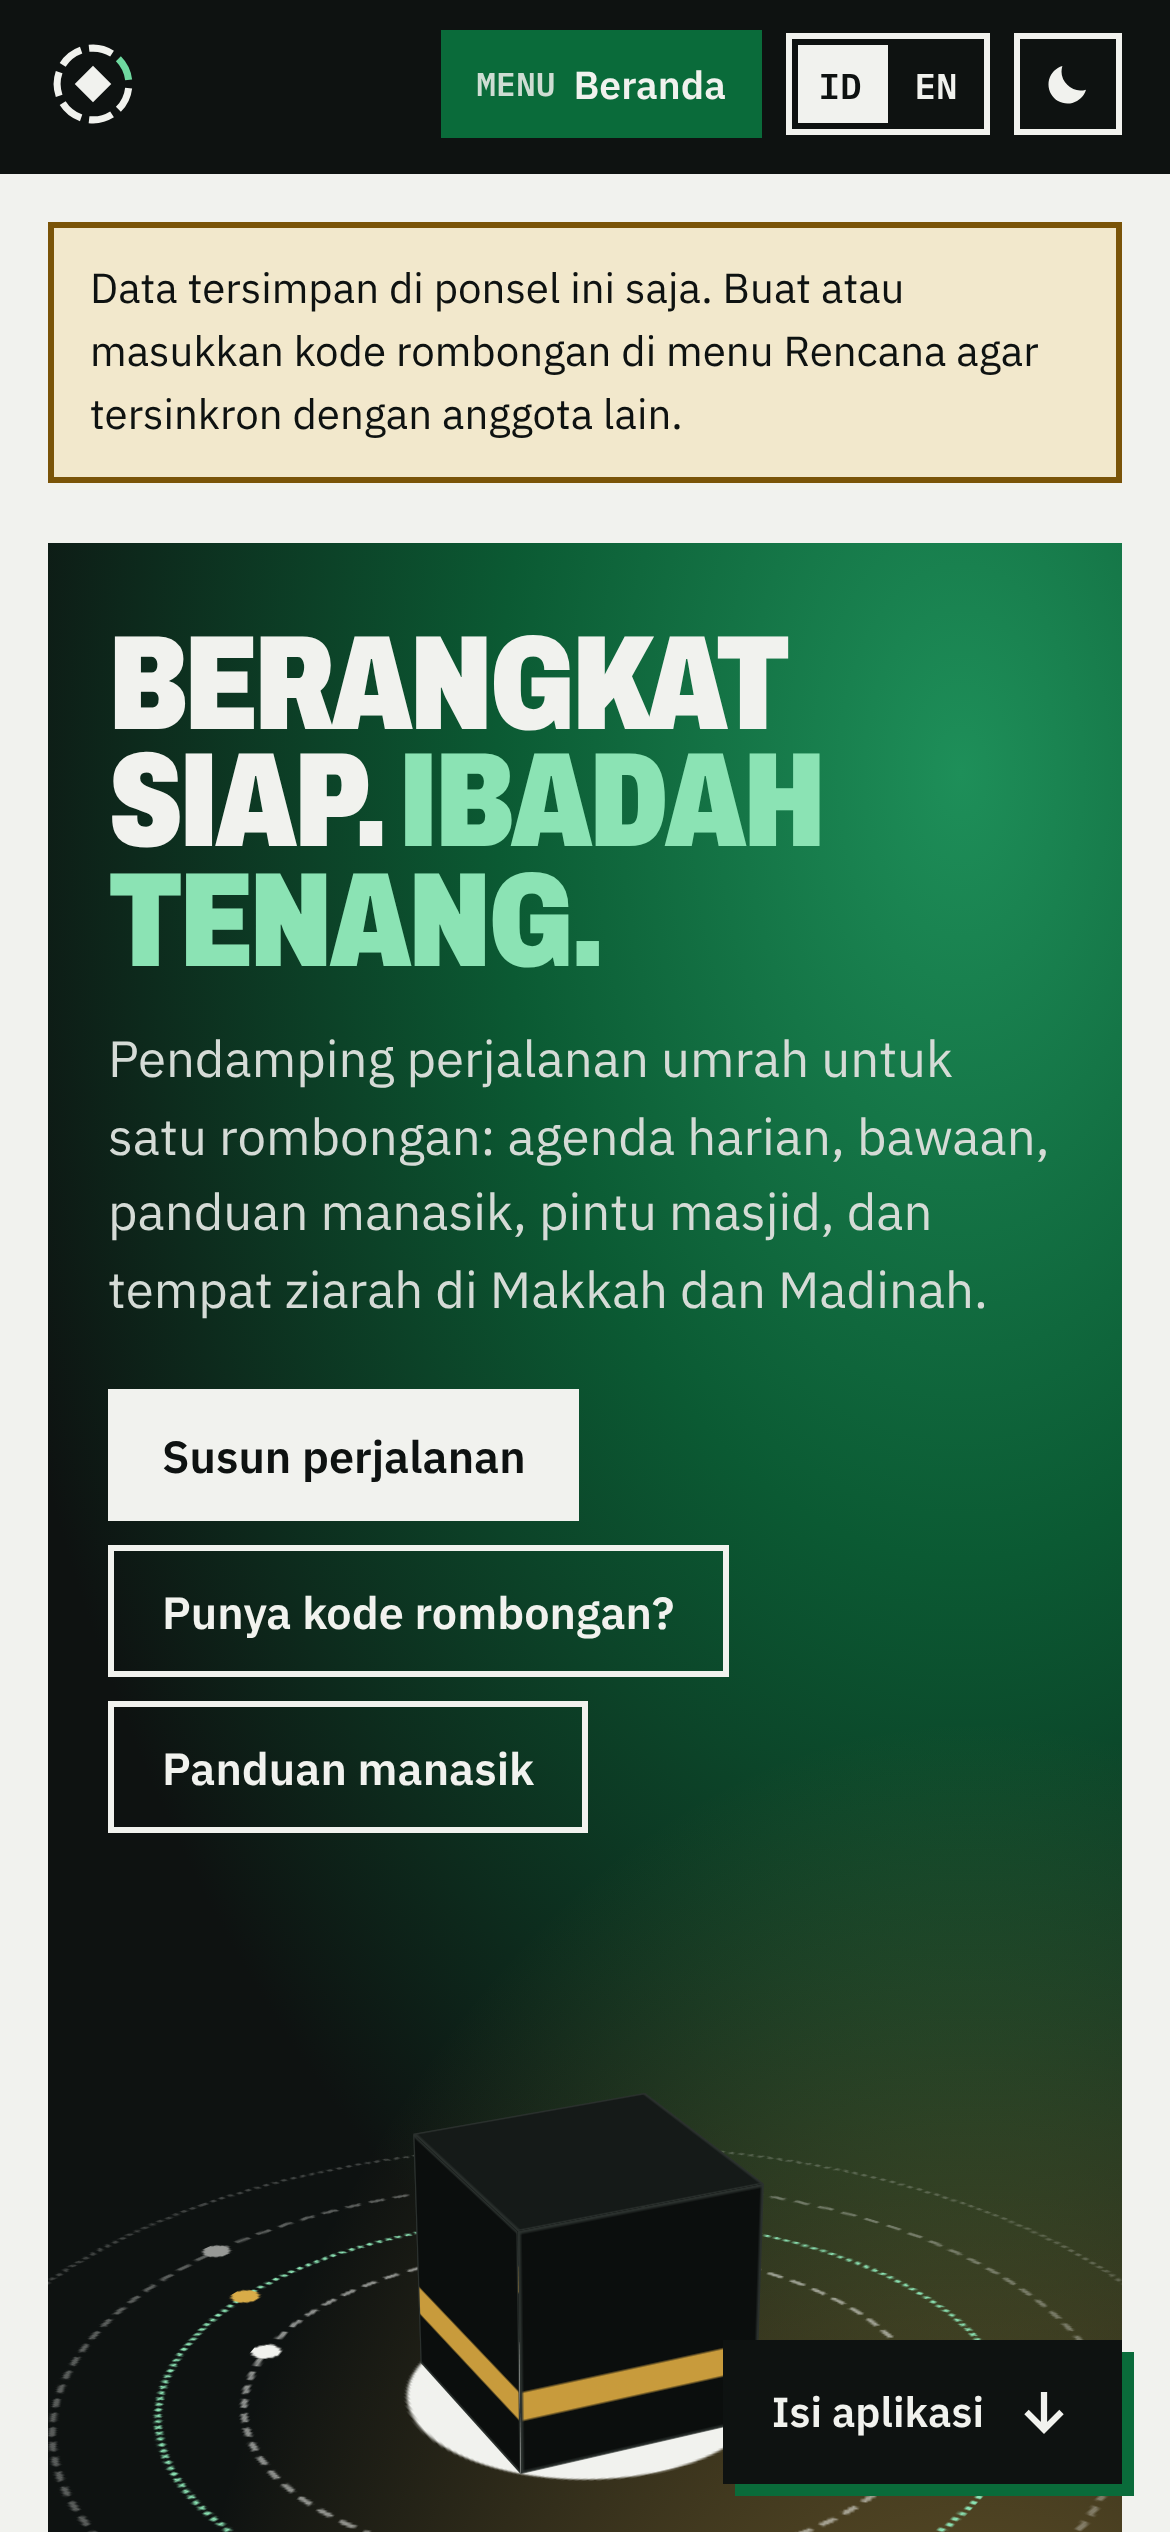 MENU Beranda
ID EN
Data tersimpan di ponsel ini saja. Buat atau
masukkan kode rombongan di menu Rencana agar
tersinkron dengan anggota lain.
BERANGKAT
SIAP. IBADAH
TENANG.
Pendamping perjalanan umrah untuk
satu rombongan: agenda harian, bawaan,
panduan manasik, pintu masjid, dan
tempat ziarah di Makkah dan Madinah.
Susun perjalanan
Punya kode rombongan?
Panduan manasik
Isi aplikasi ↓